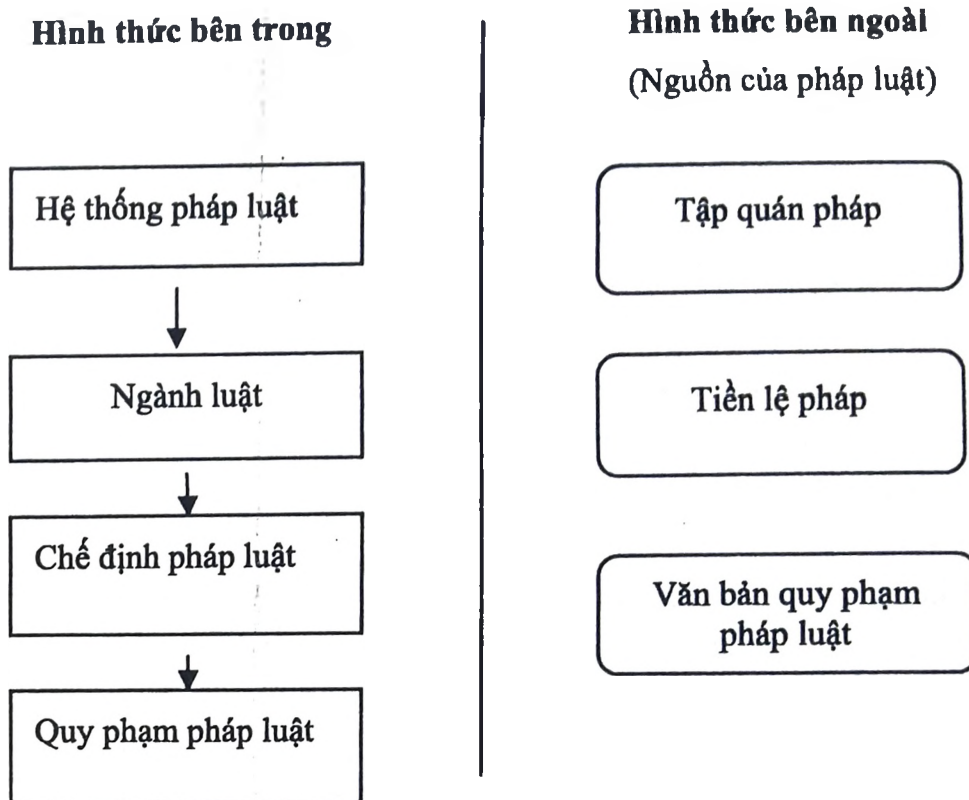 Hình thức bên trong
Hệ thống pháp luật
Ngành luật
Chế định pháp luật
Quy phạm pháp luật
Hình thức bên ngoài
(Nguồn của pháp luật)
Tập quán pháp
Tiền lệ pháp
Văn bản quy phạm
pháp luật